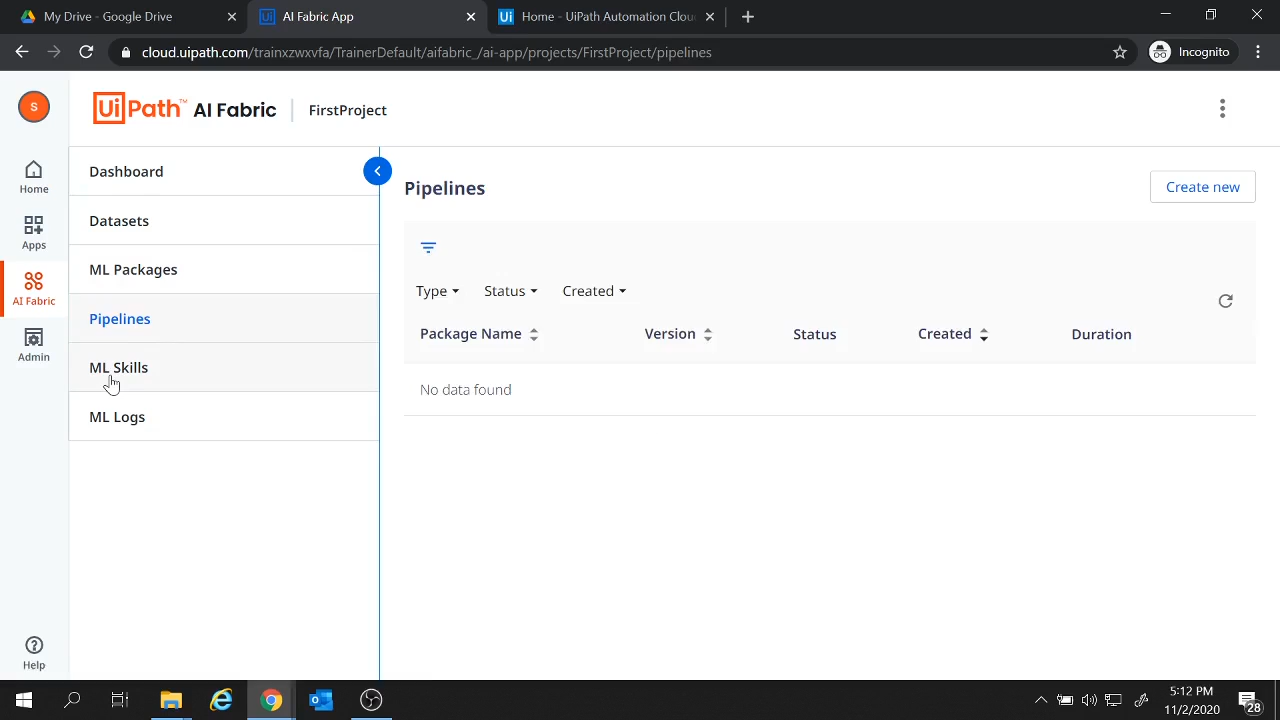 My Drive - Google Drive
AI Fabric App
Ui
Home - UiPath Automation Clou
cloud.uipath.com/trainxzwxvfa/TrainerDefault/aifabric_/ai-app/projects/FirstProject/pipelines
Incognito
S
UiPath™ AI Fabric
FirstProject
Home
Apps
AI Fabric
Admin
Help
Dashboard
Datasets
ML Packages
Pipelines
ML Skills
ML Logs
Pipelines
Create new
Type
Status
Created
Package Name
Version
Status
Created
Duration
No data found
5:12 PM
11/2/2020
28